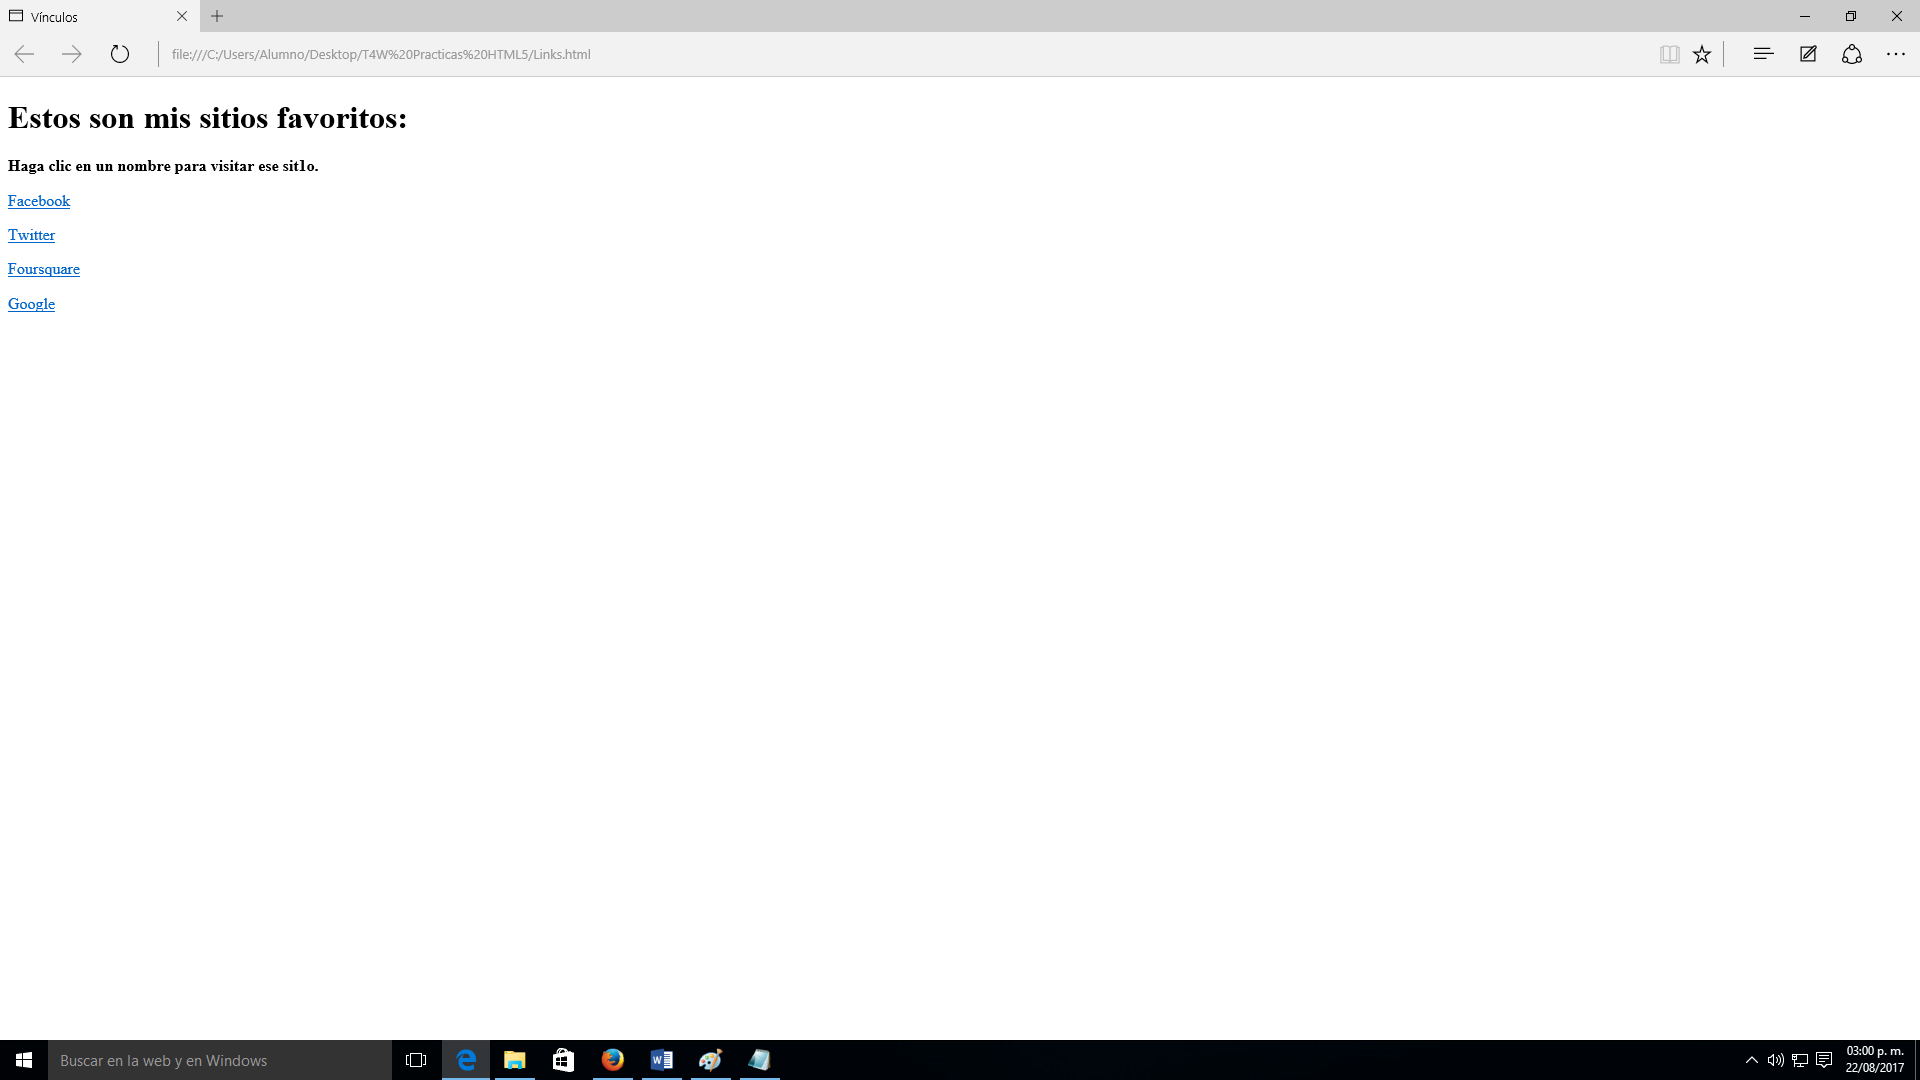 Vínculos
file:///C:/Users/Alumno/Desktop/T4W%20Practicas%20HTML5/Links.html
Estos son mis sitios favoritos:
Haga clic en un nombre para visitar ese sit1o.
Facebook
Twitter
Foursquare
Google
Buscar en la web y en Windows
03:00 p. m.
22/08/2017